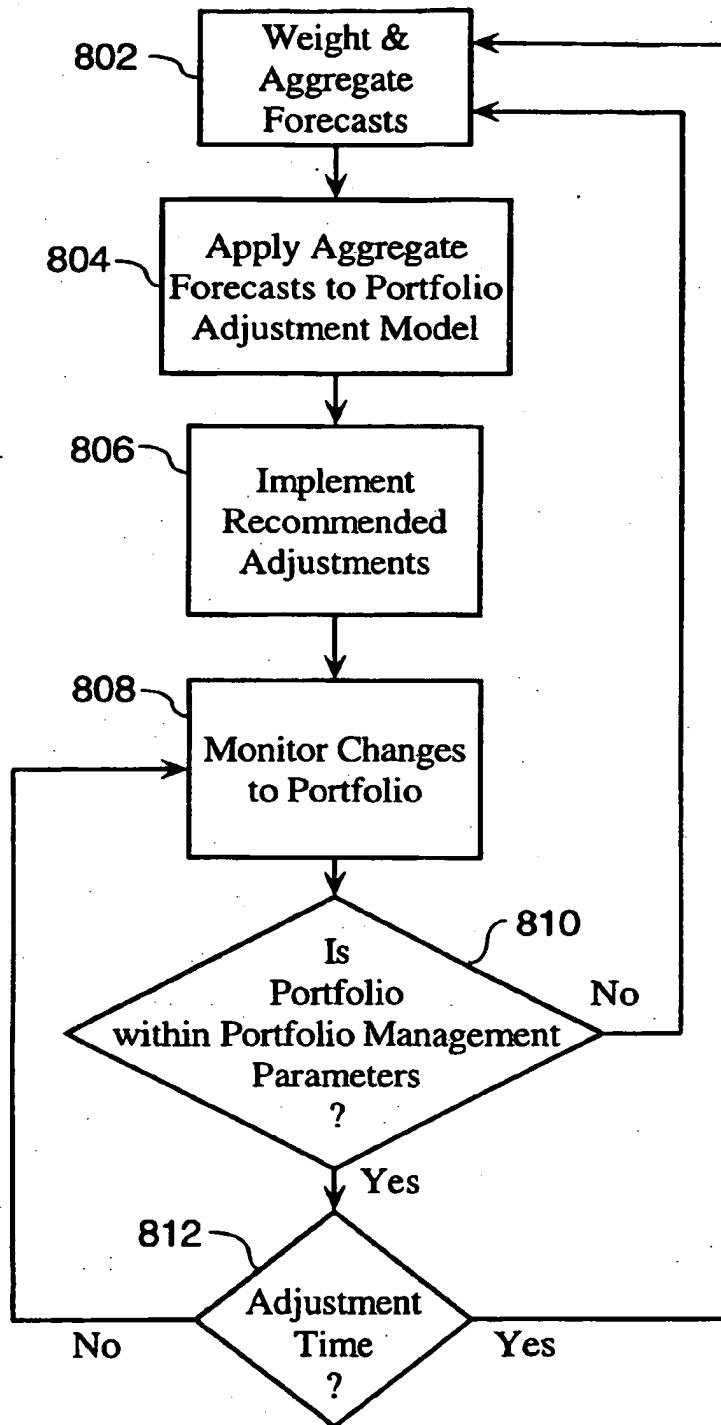 802
Weight &
Aggregate
Forecasts
804
Apply Aggregate
Forecasts to Portfolio
Adjustment Model
806
Implement
Recommended
Adjustments
808
Monitor Changes
to Portfolio
810
Is
Portfolio
within Portfolio Management
Parameters
?
No
Yes
812
Adjustment
Time
?
No
Yes